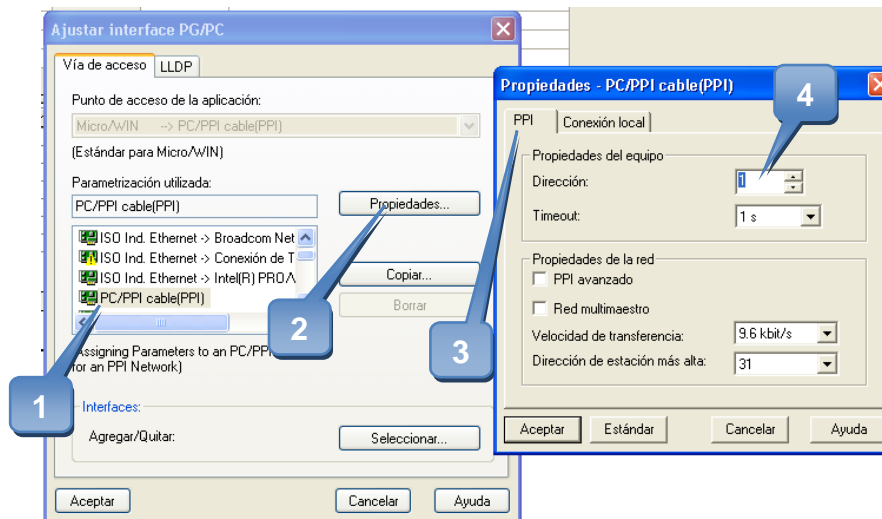 Ajustar interface PG/PC
Vía de acceso
LLDP
Punto de acceso de la aplicación:
Micro/WIN --> PC/PPI cable(PPI)
(Estándar para Micro/WIN)
Parametrización utilizada:
PC/PPI cable(PPI)
Propiedades...
ISO Ind. Ethernet -> Broadcom Net
ISO Ind. Ethernet -> Conexión de T
ISO Ind. Ethernet -> Intel(R) PRO/
PC/PPI cable(PPI)
Copiar...
Borrar
Assigning Parameters to an PC/PPI
for an PPI Network)
Interfaces:
Agregar/Quitar:
Seleccionar...
Aceptar
Cancelar
Ayuda
1
2
Propiedades - PC/PPI cable(PPI)
PPI
Conexión local
Propiedades del equipo
Dirección:
1
Timeout:
1 s
Propiedades de la red
PPI avanzado
Red multimaestro
Velocidad de transferencia:
9.6 kbit/s
Dirección de estación más alta:
31
Aceptar
Estándar
Cancelar
Ayuda
3
4